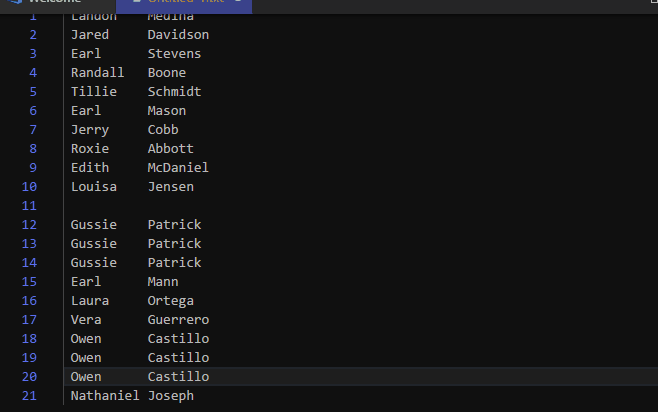 Welcome
1 Landon Medina
2 Jared Davidson
3 Earl Stevens
4 Randall Boone
5 Tillie Schmidt
6 Earl Mason
7 Jerry Cobb
8 Roxie Abbott
9 Edith McDaniel
10 Louisa Jensen
11
12 Gussie Patrick
13 Gussie Patrick
14 Gussie Patrick
15 Earl Mann
16 Laura Ortega
17 Vera Guerrero
18 Owen Castillo
19 Owen Castillo
20 Owen Castillo
21 Nathaniel Joseph